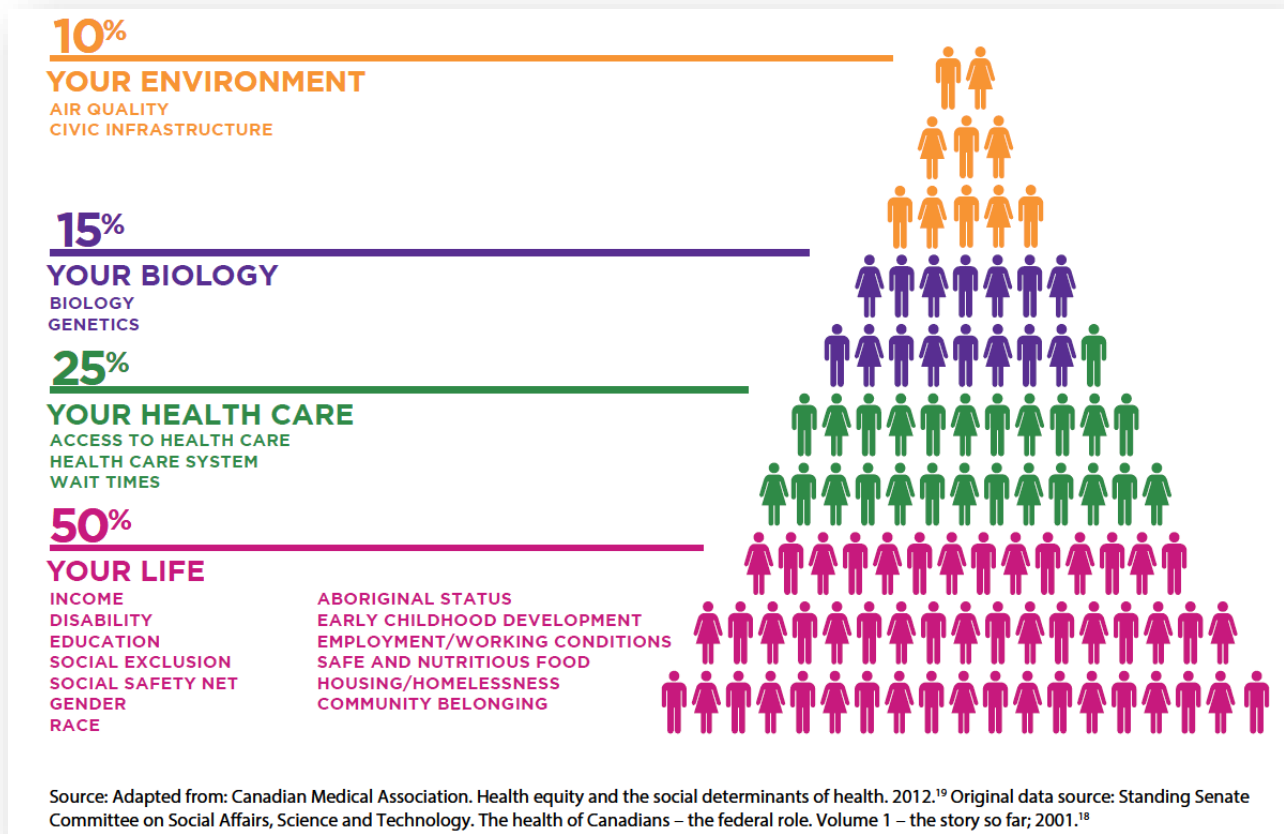 10%
YOUR ENVIRONMENT
AIR QUALITY
CIVIC INFRASTRUCTURE
15%
YOUR BIOLOGY
BIOLOGY
GENETICS
25%
YOUR HEALTH CARE
ACCESS TO HEALTH CARE
HEALTH CARE SYSTEM
WAIT TIMES
50%
YOUR LIFE
INCOME
DISABILITY
EDUCATION
SOCIAL EXCLUSION
SOCIAL SAFETY NET
GENDER
RACE
ABORIGINAL STATUS
EARLY CHILDHOOD DEVELOPMENT
EMPLOYMENT/WORKING CONDITIONS
SAFE AND NUTRITIOUS FOOD
HOUSING/HOMELESSNESS
COMMUNITY BELONGING
Source: Adapted from: Canadian Medical Association. Health equity and the social determinants of health. 2012.¹⁹ Original data source: Standing Senate
Committee on Social Affairs, Science and Technology. The health of Canadians – the federal role. Volume 1 – the story so far; 2001.¹⁸